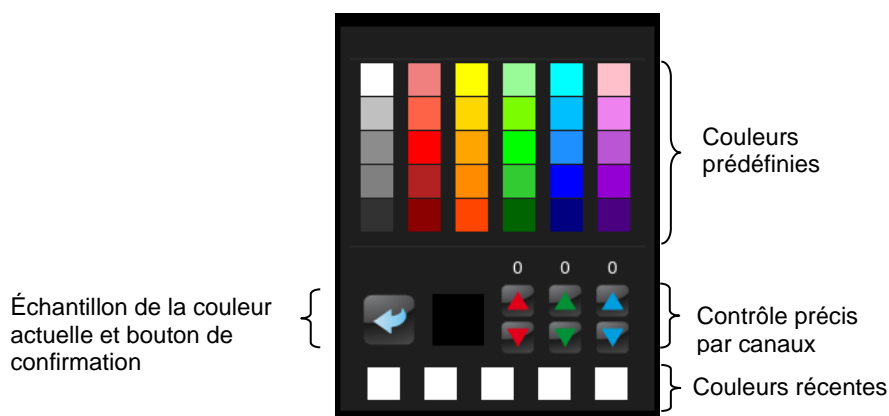 Couleurs
prédéfinies
0 0 0
Échantillon de la couleur
actuelle et bouton de
confirmation
Contrôle précis
par canaux
Couleurs récentes